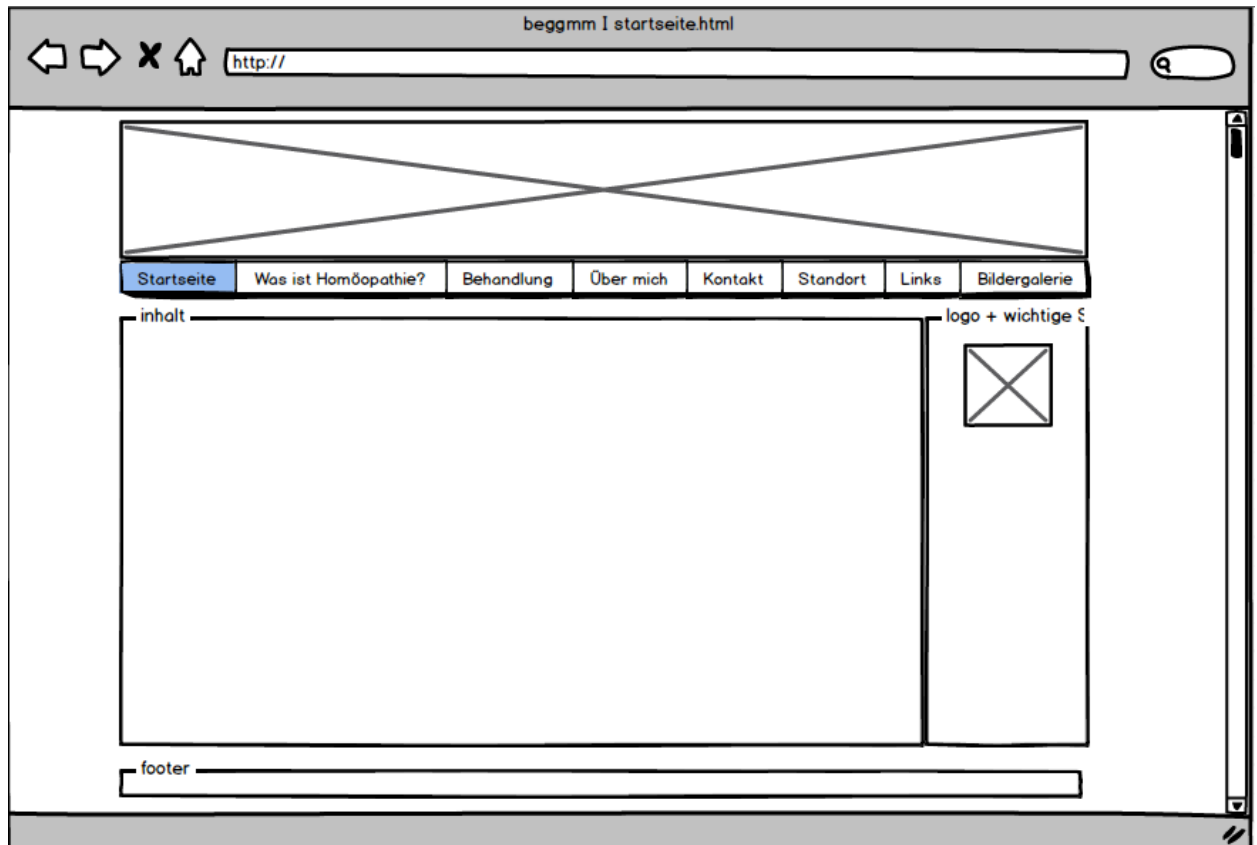 beggmm I startseite.html
http://
Startseite Was ist Homöopathie? Behandlung Über mich Kontakt Standort Links Bildergalerie
inhalt
logo + wichtige
footer